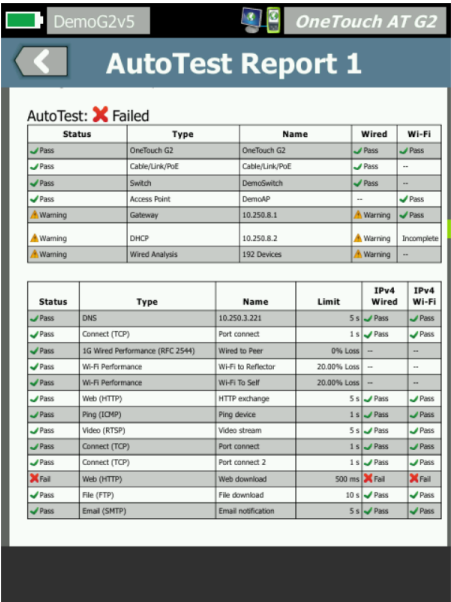 DemoG2v5 OneTouch AT G2
AutoTest Report 1
AutoTest: Failed
Status Type Name Wired Wi-Fi
Pass OneTouch G2 OneTouch G2 Pass Pass
Pass Cable/Link/PoE Cable/Link/PoE Pass --
Pass Switch DemoSwitch Pass --
Pass Access Point DemoAP -- Pass
Warning Gateway 10.250.8.1 Warning Pass
Warning DHCP 10.250.8.2 Warning Incomplete
Warning Wired Analysis 192 Devices Warning --
IPv4 IPv4
Status Type Name Limit Wired Wi-Fi
Pass DNS 10.250.3.221 5 s Pass Pass
Pass Connect (TCP) Port connect 1 s Pass Pass
Pass 1G Wired Performance (RFC 2544) Wired to Peer 0% Loss -- --
Pass Wi-Fi Performance Wi-Fi to Reflector 20.00% Loss -- --
Pass Wi-Fi Performance Wi-Fi To Self 20.00% Loss -- --
Pass Web (HTTP) HTTP exchange 5 s Pass Pass
Pass Ping (ICMP) Ping device 1 s Pass Pass
Pass Video (RTSP) Video stream 5 s Pass Pass
Pass Connect (TCP) Port connect 1 s Pass Pass
Pass Connect (TCP) Port connect 2 1 s Pass Pass
Fail Web (HTTP) Web download 500 ms Fail Fail
Pass File (FTP) File download 10 s Pass Pass
Pass Email (SMTP) Email notification 5 s Pass Pass